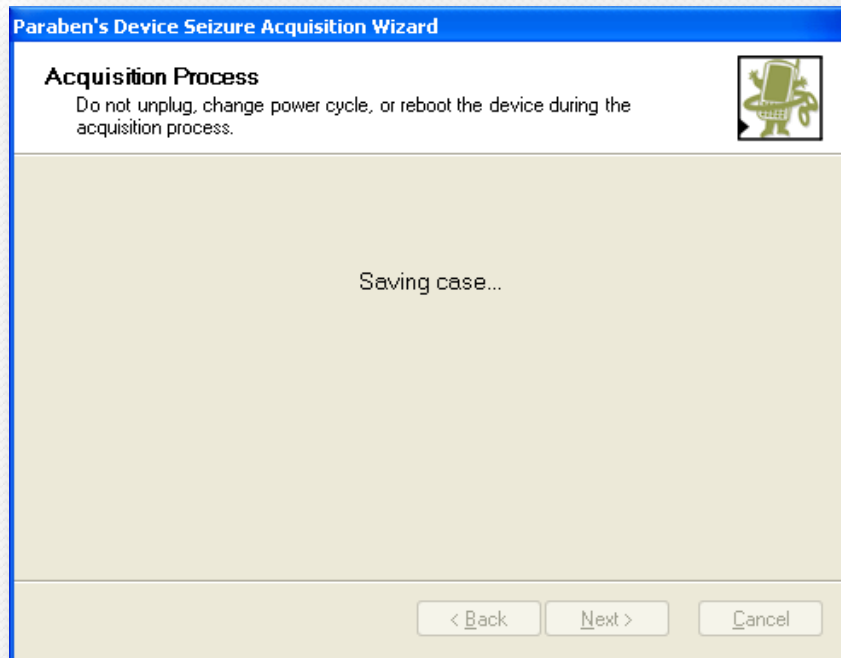 Paraben's Device Seizure Acquisition Wizard
Acquisition Process
Do not unplug, change power cycle, or reboot the device during the
acquisition process.
Saving case...
< Back Next > Cancel